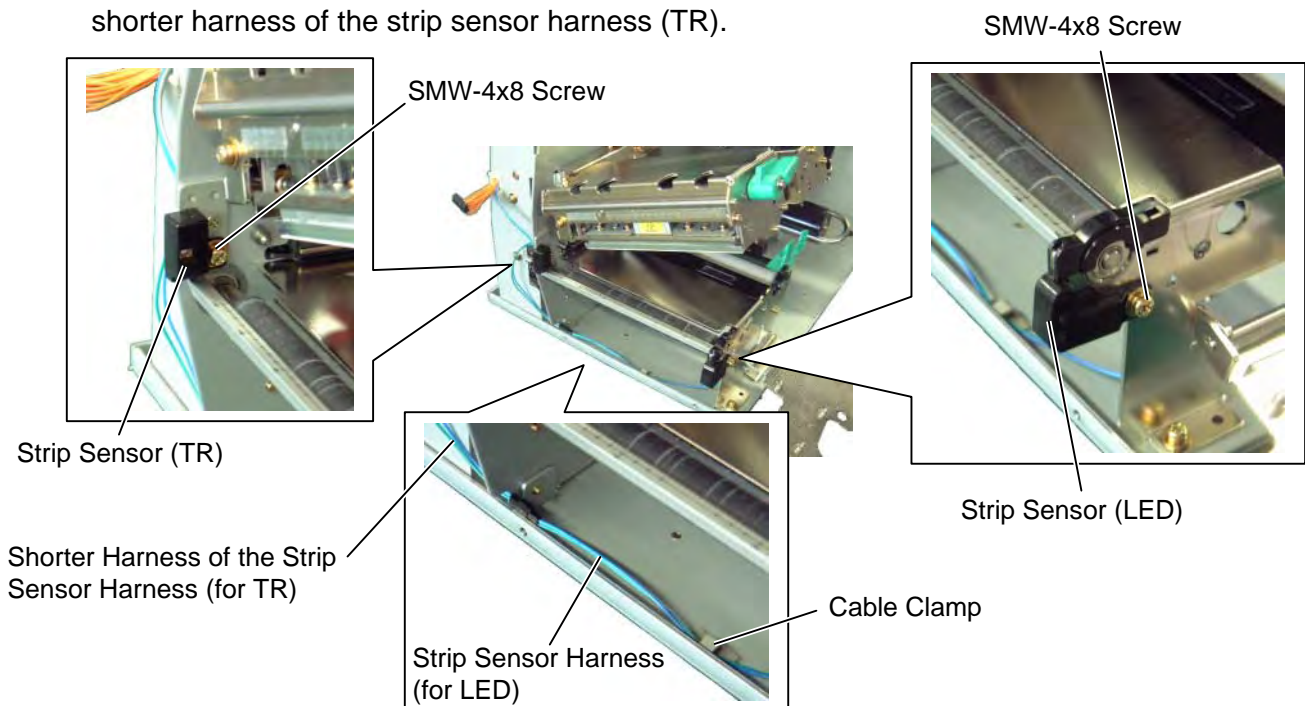 shorter harness of the strip sensor harness (TR).
SMW-4x8 Screw
SMW-4x8 Screw
Strip Sensor (TR)
Strip Sensor (LED)
Shorter Harness of the Strip
Sensor Harness (for TR)
Cable Clamp
Strip Sensor Harness
(for LED)